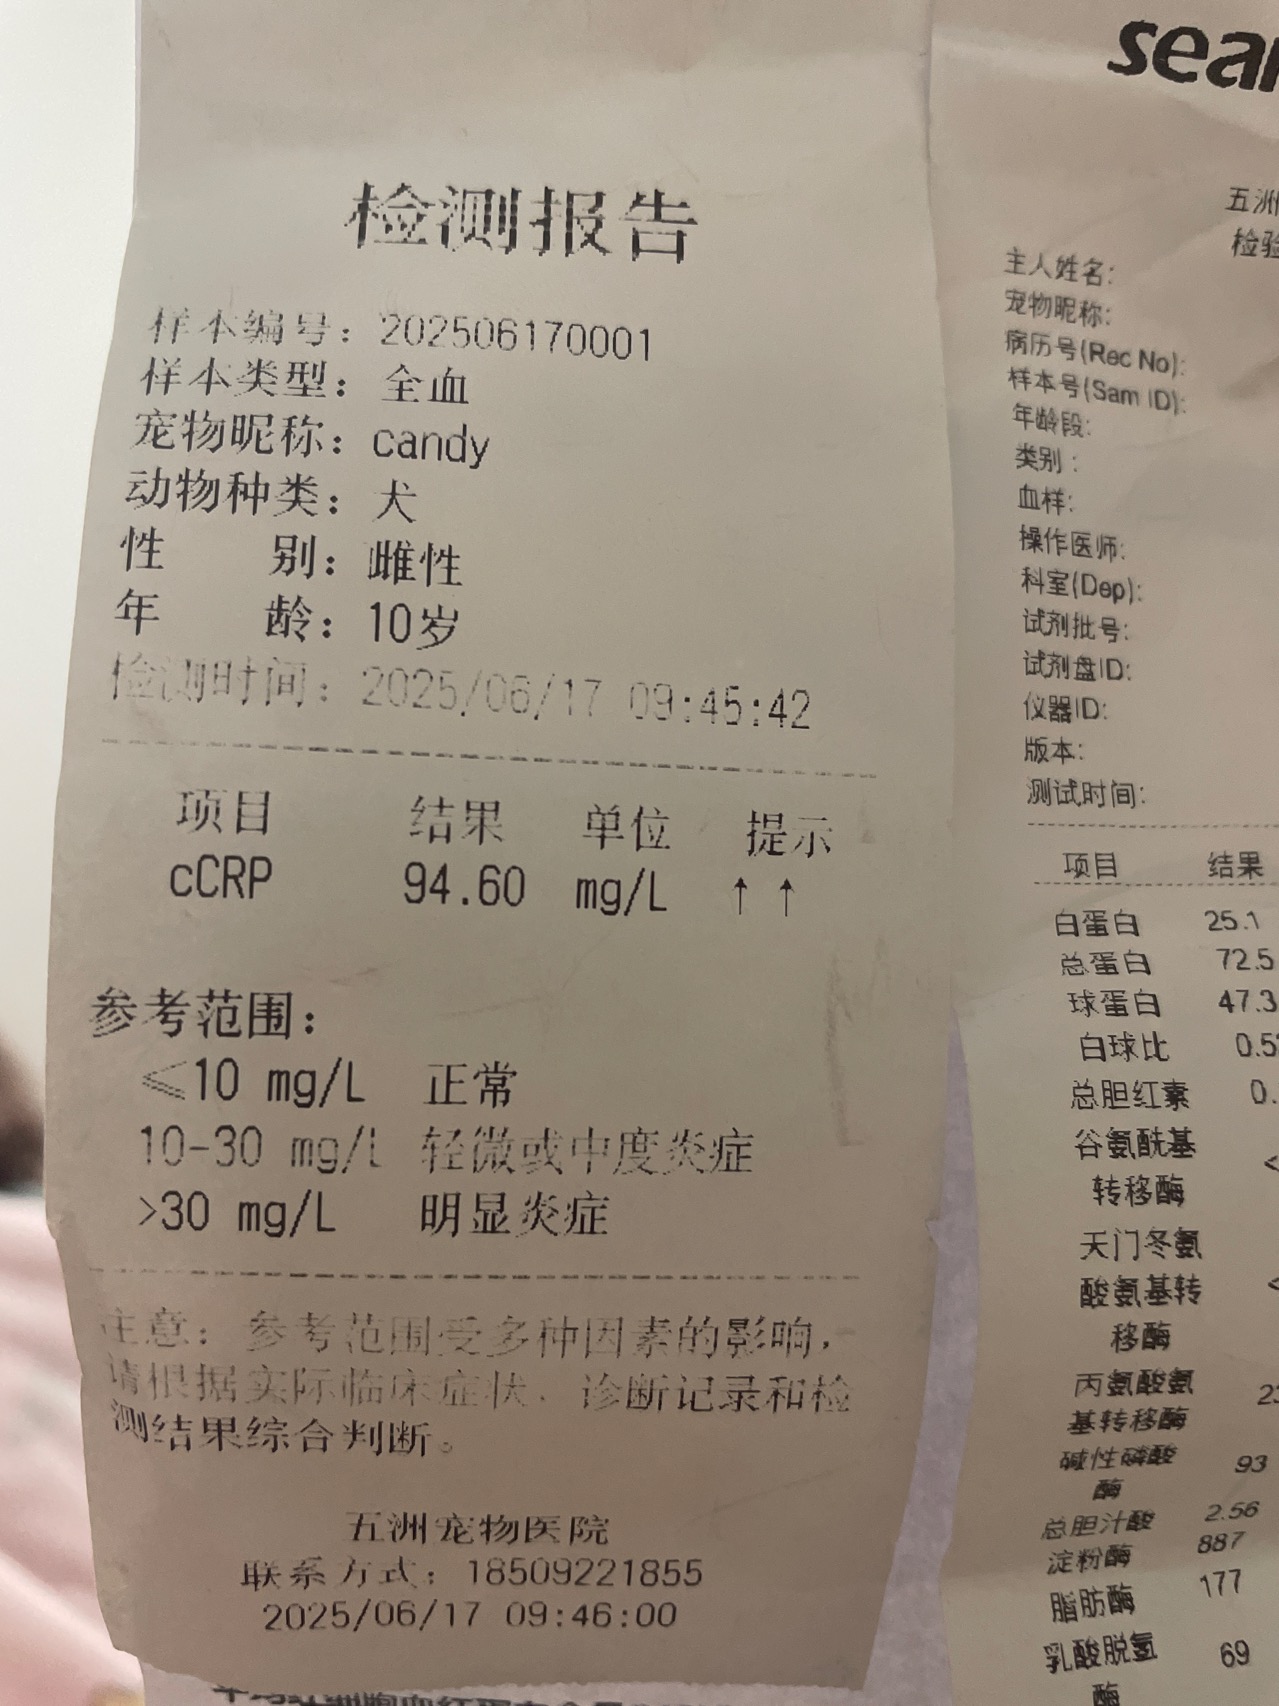 检测报告
样本编号：202506170001
样本类型：全血
宠物昵称：candy
动物种类：犬
性 别：雌性
年 龄：10岁
检测时间：2025/06/17 09:45:42
项目 结果 单位 提示
cCRP 94.60 mg/L ↑ ↑
参考范围：
≤10 mg/L 正常
10-30 mg/L 轻微或中度炎症
>30 mg/L 明显炎症
注意：参考范围受多种因素的影响，
请根据实际临床症状、诊断记录和检
测结果综合判断。
五洲宠物医院
联系方式：18509221855
2025/06/17 09:46:00
五洲
检验
主人姓名:
宠物昵称:
病历号(Rec No):
样本号(Sam ID):
年龄段:
类别:
血样:
操作医师:
科室(Dep):
试剂批号:
试剂盘ID:
仪器ID:
版本:
测试时间:
项目 结果
白蛋白 25.1
总蛋白 72.5
球蛋白 47.3
白球比 0.5
总胆红素 0.
谷氨酰基 <
转移酶
天门冬氨
酸氨基转 <
移酶
丙氨酸氨 23
基转移酶
碱性磷酸 93
酶
总胆汁酸 2.56
淀粉酶 887
脂肪酶 177
乳酸脱氢 69
酶